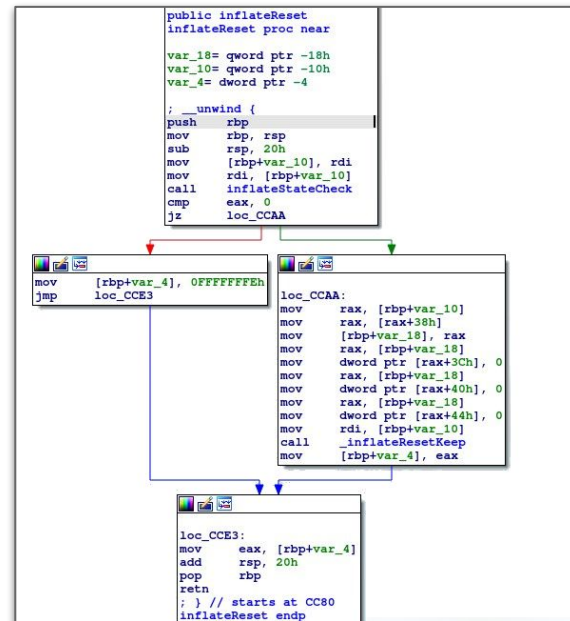 public inflateReset
inflateReset proc near
var_18= qword ptr -18h
var_10= qword ptr -10h
var_4= dword ptr -4
; __unwind {
push rbp
mov rbp, rsp
sub rsp, 20h
mov [rbp+var_10], rdi
mov rdi, [rbp+var_10]
call inflateStateCheck
cmp eax, 0
jz loc_CCAA
mov [rbp+var_4], 0FFFFFFFEh
jmp loc_CCE3
loc_CCAA:
mov rax, [rbp+var_10]
mov rax, [rax+38h]
mov [rbp+var_18], rax
mov rax, [rbp+var_18]
mov dword ptr [rax+3Ch], 0
mov rax, [rbp+var_18]
mov dword ptr [rax+40h], 0
mov rax, [rbp+var_18]
mov dword ptr [rax+44h], 0
mov rdi, [rbp+var_10]
call _inflateResetKeep
mov [rbp+var_4], eax
loc_CCE3:
mov eax, [rbp+var_4]
add rsp, 20h
pop rbp
retn
; } // starts at CC80
inflateReset endp